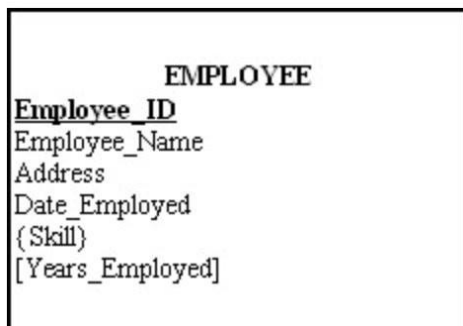 EMPLOYEE
Employee_ID
Employee_Name
Address
Date_Employed
{Skill}
[Years_Employed]